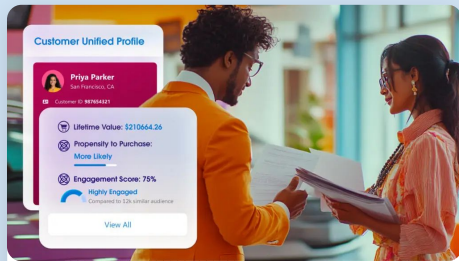 Customer Unified Profile
Priya Parker
San Francisco, CA
Customer ID 987654321
Lifetime Value: $210664.26
Propensity to Purchase:
More Likely
Engagement Score: 75%
Highly Engaged
Compared to 12k similar audience
View All